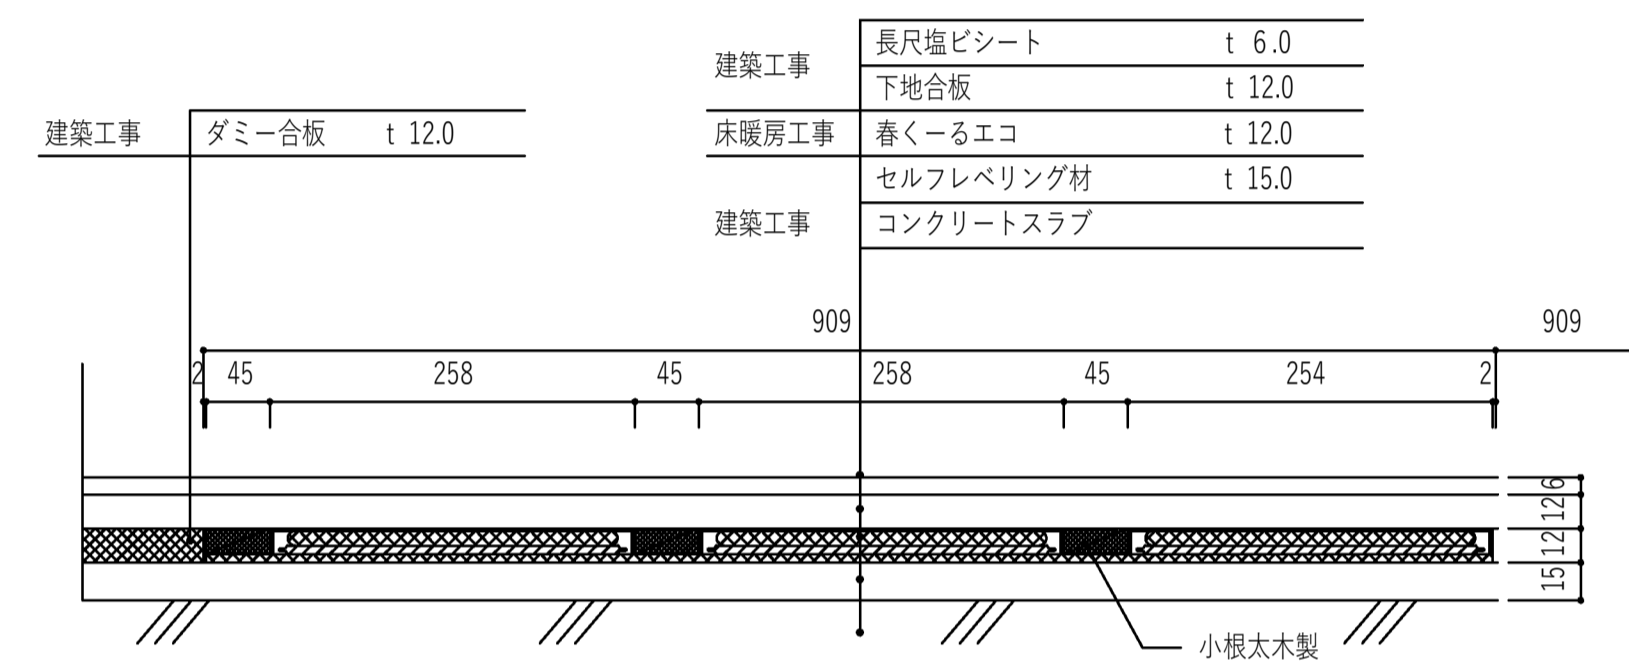 長尺塩ビシート t 6.0
建築工事
下地合板 t 12.0
建築工事 ダミー合板 t 12.0
床暖房工事 春くーるエコ t 12.0
セルフレベリング材 t 15.0
建築工事 コンクリートスラブ
909 909
2 45 258 45 258 45 254 2
6
12
12
15
小根太木製